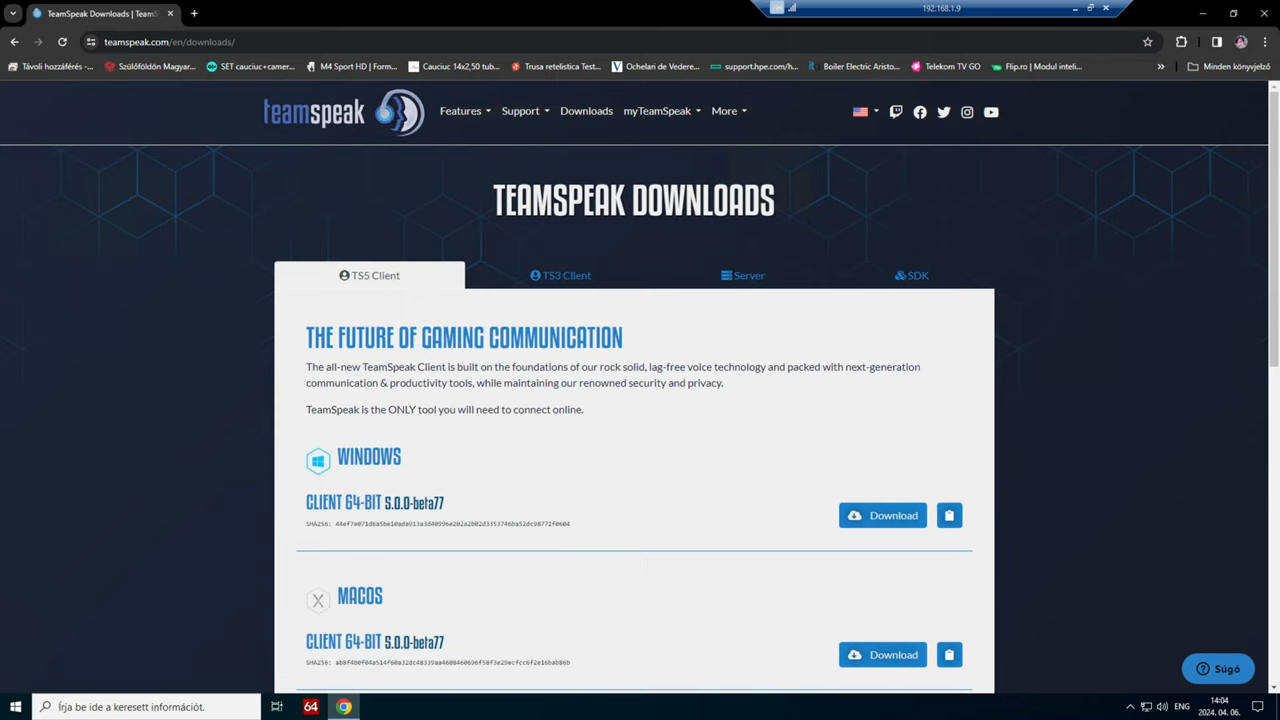 TeamSpeak Downloads | TeamS
192.168.1.9
teamspeak.com/en/downloads/
Távoli hozzáférés -...
Szülőföldön Magyar...
SET cauciuc+camer...
M4 Sport HD | Form...
Cauciuc 14x2,50 tub...
Trusa retelistica Test...
Ochelari de Vedere...
support.hpe.com/h...
Boiler Electric Aristo...
Telekom TV GO
Flip.ro | Modul inteli...
»
Minden könyvjelző
teamspeak
Features
Support
Downloads
myTeamSpeak
More
TEAMSPEAK DOWNLOADS
TS5 Client
TS3 Client
Server
SDK
THE FUTURE OF GAMING COMMUNICATION
The all-new TeamSpeak Client is built on the foundations of our rock solid, lag-free voice technology and packed with next-generation
communication & productivity tools, while maintaining our renowned security and privacy.
TeamSpeak is the ONLY tool you will need to connect online.
WINDOWS
CLIENT 64-BIT 5.0.0-beta77
SHA256: 44ef7e071d6a5be10ada913a3d40996e202a2b02d3353746ba52dc98771f0604
Download
MACOS
CLIENT 64-BIT 5.0.0-beta77
SHA256:
Download
Súgó
Írja be ide a keresett információt.
64
ENG
14:04
2024. 04. 06.